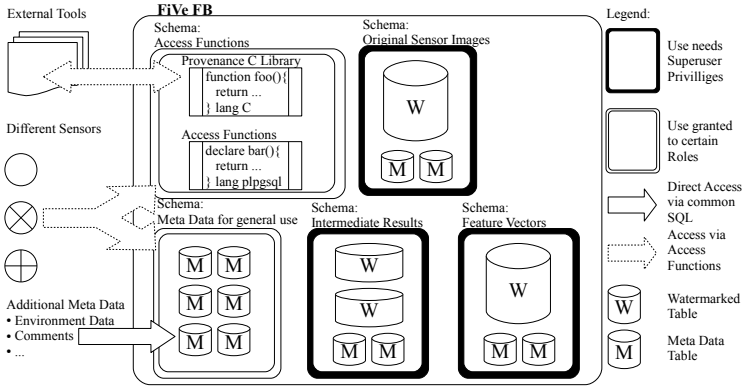 External Tools
FiVe FB
Schema:
Access Functions
Provenance C Library
function foo(){
return ...
} lang C
Access Functions
declare bar(){
return ...
} lang plpgsql
Schema:
Original Sensor Images
W
M M
Different Sensors
Schema:
Meta Data for general use
M M
M M
M M
Schema:
Intermediate Results
W
W
M M
Schema:
Feature Vectors
W
M M
Additional Meta Data
• Environment Data
• Comments
• ...
Legend:
Use needs
Superuser
Privilliges
Use granted
to certain
Roles
Direct Access
via common
SQL
Access via
Access
Functions
W
Watermarked
Table
M
Meta Data
Table